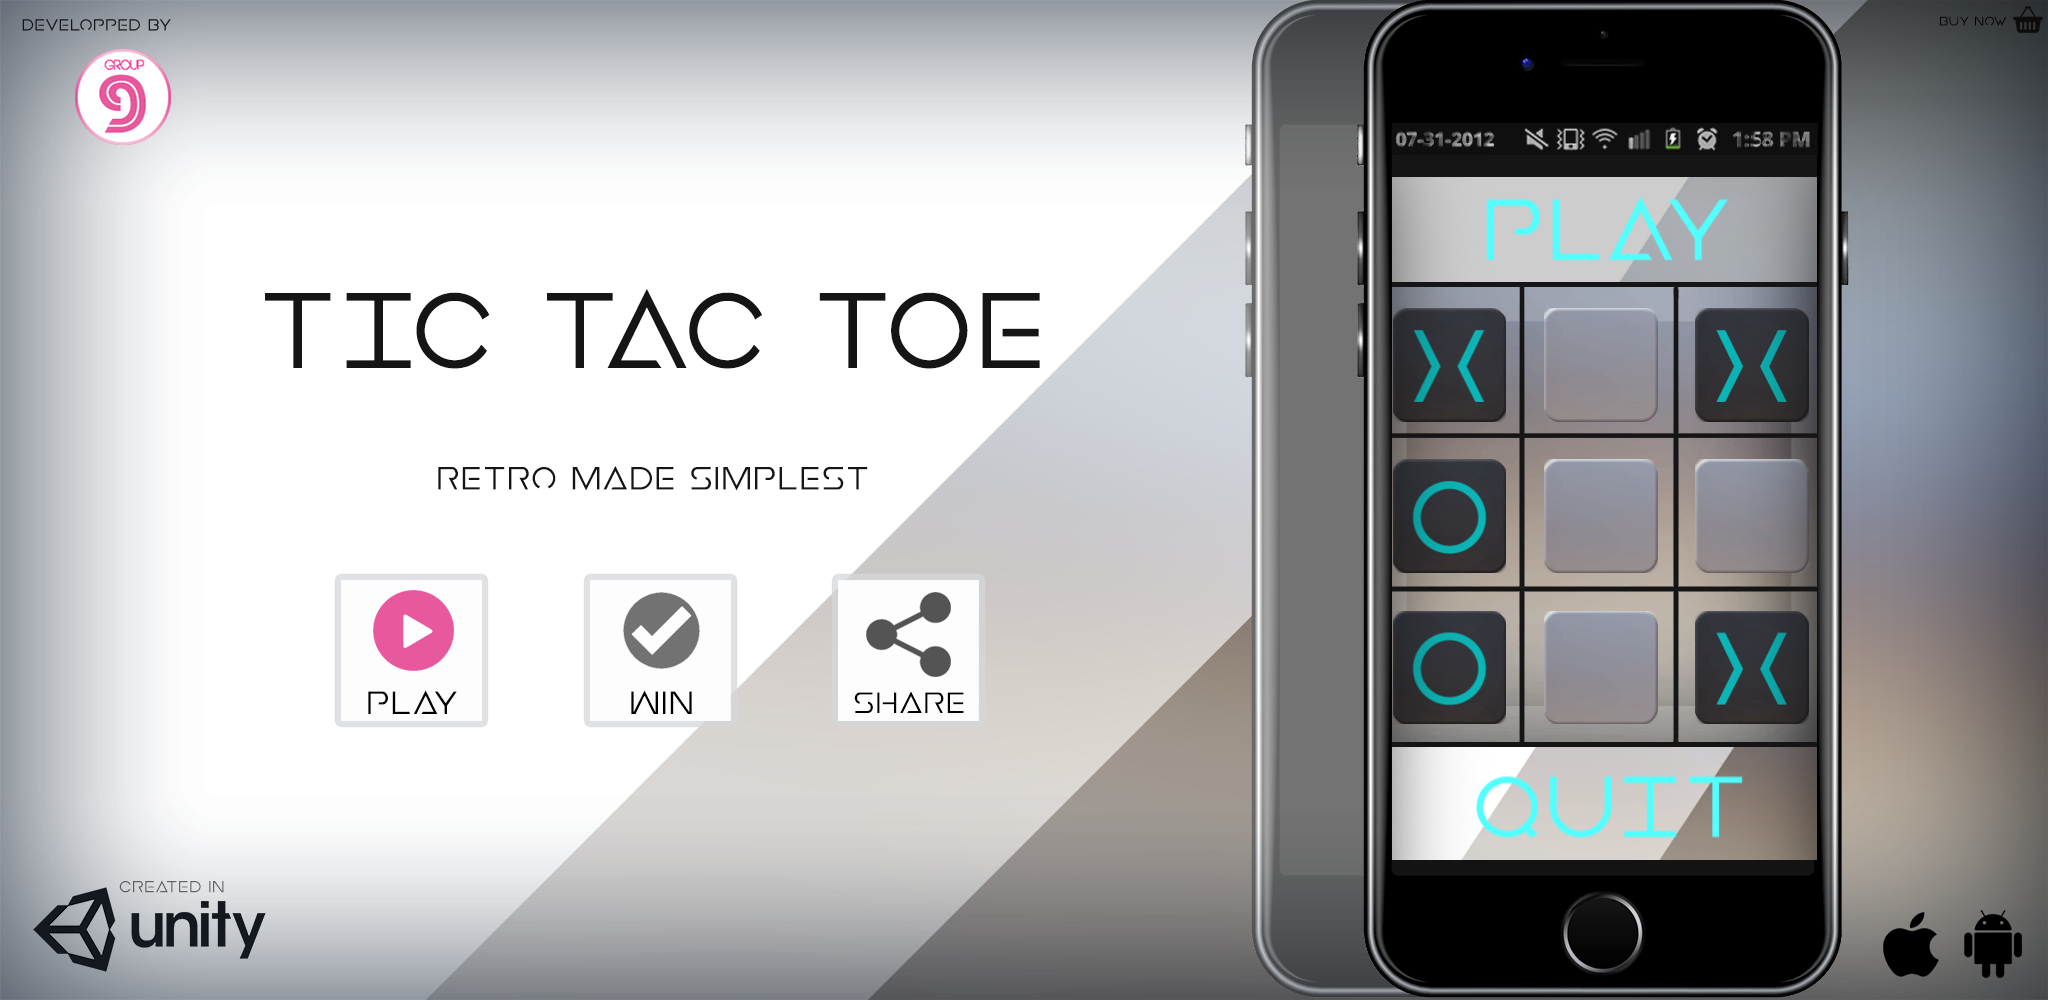 DEVELOPPED BY
GROUP
9
BUY NOW
TIC TAC TOE
RETRO MADE SIMPLEST
PLAY
WIN
SHARE
CREATED IN
unity
07-31-2012 1:58 PM
PLAY
X X
O
O X
QUIT